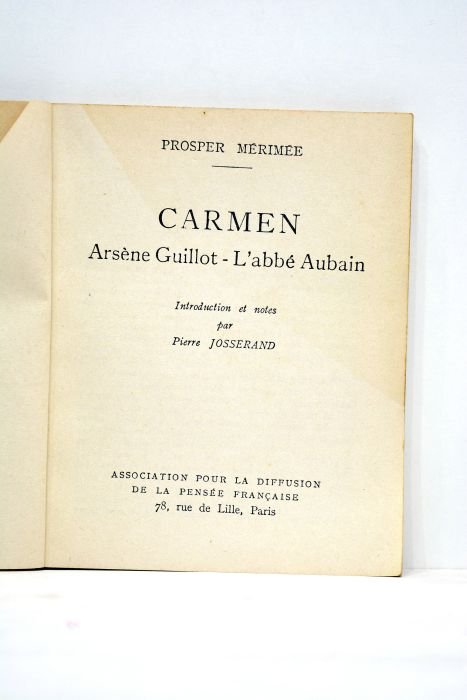 PROSPER MÉRIMÉE
CARMEN
Arsène Guillot - L'abbé Aubain
Introduction et notes
par
Pierre JOSSERAND
ASSOCIATION POUR LA DIFFUSION
DE LA PENSÉE FRANÇAISE
78, rue de Lille, Paris